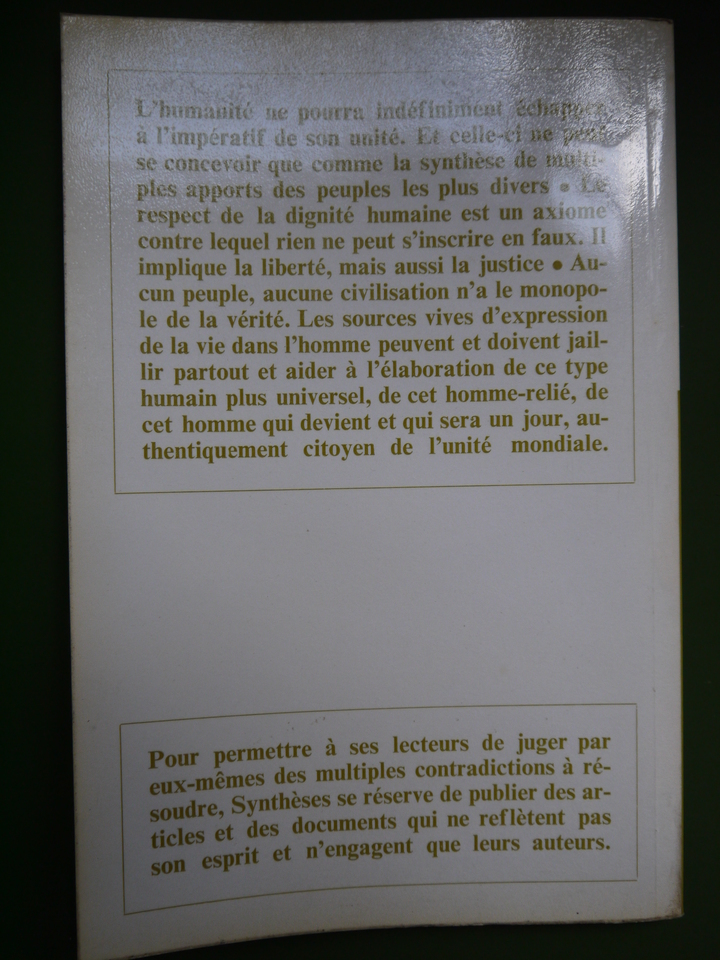 L'humanité ne pourra indéfiniment échapper
à l'impératif de son unité. Et celle-ci ne peut
se concevoir que comme la synthèse de multi-
ples apports des peuples les plus divers • Le
respect de la dignité humaine est un axiome
contre lequel rien ne peut s'inscrire en faux. Il
implique la liberté, mais aussi la justice • Au-
cun peuple, aucune civilisation n'a le monopo-
le de la vérité. Les sources vives d'expression
de la vie dans l'homme peuvent et doivent jail-
lir partout et aider à l'élaboration de ce type
humain plus universel, de cet homme-relié, de
cet homme qui devient et qui sera un jour, au-
thentiquement citoyen de l'unité mondiale.
Pour permettre à ses lecteurs de juger par
eux-mêmes des multiples contradictions à ré-
soudre, Synthèses se réserve de publier des ar-
ticles et des documents qui ne reflètent pas
son esprit et n'engagent que leurs auteurs.